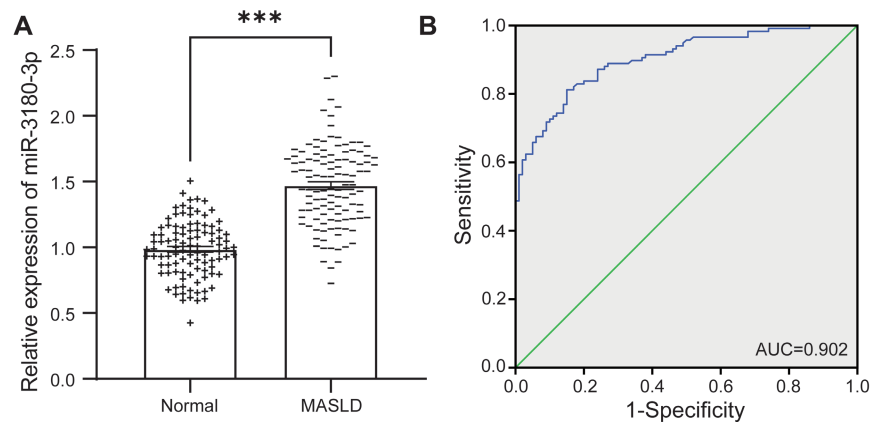 A
***
Relative expression of miR-3180-3p
2.5
2.0
1.5
1.0
0.5
0.0
Normal MASLD
B
Sensitivity
1.0
0.8
0.6
0.4
0.2
0.0
AUC=0.902
0.0 0.2 0.4 0.6 0.8 1.0
1-Specificity